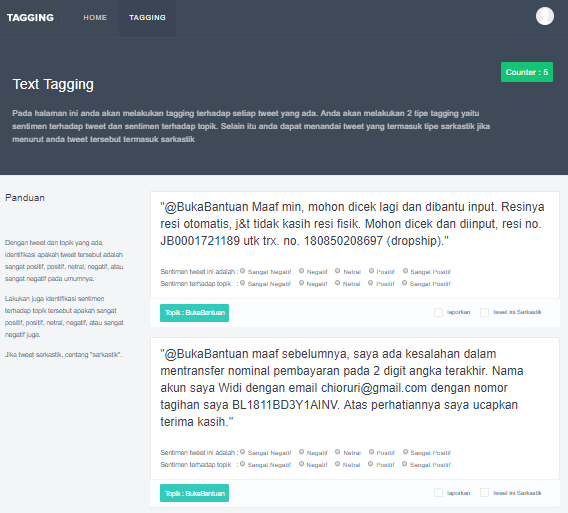 TAGGING HOME TAGGING
Counter : 5
Text Tagging
Pada halaman ini anda akan melakukan tagging terhadap setiap tweet yang ada. Anda akan melakukan 2 tipe tagging yaitu
sentimen terhadap tweet dan sentimen terhadap topik. Selain itu anda dapat menandai tweet yang termasuk tipe sarkastik jika
menurut anda tweet tersebut termasuk sarkastik
Panduan
Dengan tweet dan topik yang ada.
identifikasi apakah tweet tersebut adalah
sangat positif, positif, netral, negatif, atau
sangat negatif pada umumnya.
Lakukan juga identifikasi sentimen
terhadap topik tersebut apakah sangat
positif, positif, netral, negatif, atau sangat
negatif juga.
Jika tweet sarkastik, centang "sarkastik".
"@BukaBantuan Maaf min, mohon dicek lagi dan dibantu input. Resinya
resi otomatis, j&t tidak kasih resi fisik. Mohon dicek dan diinput, resi no.
JB0001721189 utk trx. no. 180850208697 (dropship)."
Sentimen tweet ini adalah : Sangat Negatif Negatif Netral Positif Sangat Positif
Sentimen terhadap topik : Sangat Negatif Negatif Netral Positif Sangat Positif
Topik : BukaBantuan laporkan tweet ini Sarkastik
"@BukaBantuan maaf sebelumnya, saya ada kesalahan dalam
mentransfer nominal pembayaran pada 2 digit angka terakhir. Nama
akun saya Widi dengan email chioruri@gmail.com dengan nomor
tagihan saya BL1811BD3Y1AINV. Atas perhatiannya saya ucapkan
terima kasih."
Sentimen tweet ini adalah : Sangat Negatif Negatif Netral Positif Sangat Positif
Sentimen terhadap topik : Sangat Negatif Negatif Netral Positif Sangat Positif
Topik : BukaBantuan laporkan tweet ini Sarkastik